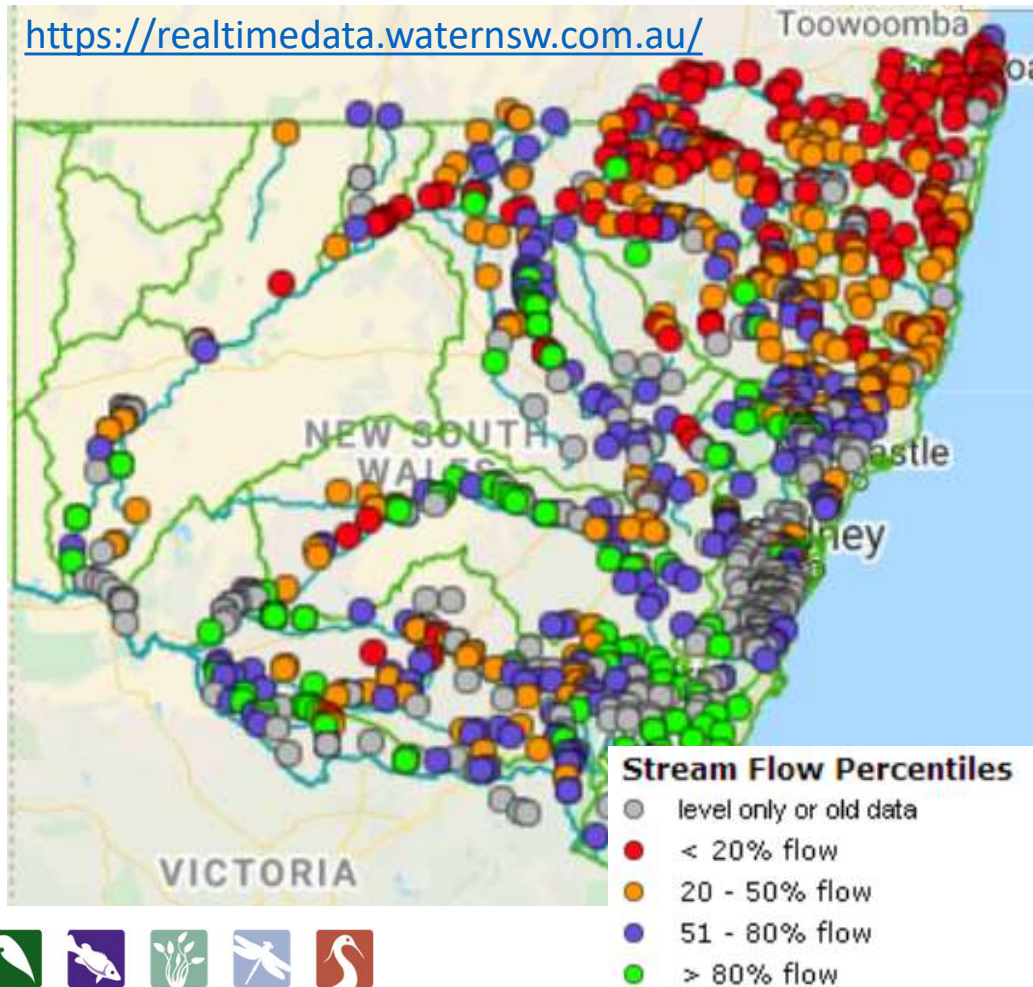 https://realtimedata.waternsw.com.au/
Toowoomba
NEW SOUTH
WALES
VICTORIA
Stream Flow Percentiles
level only or old data
< 20% flow
20 - 50% flow
51 - 80% flow
> 80% flow